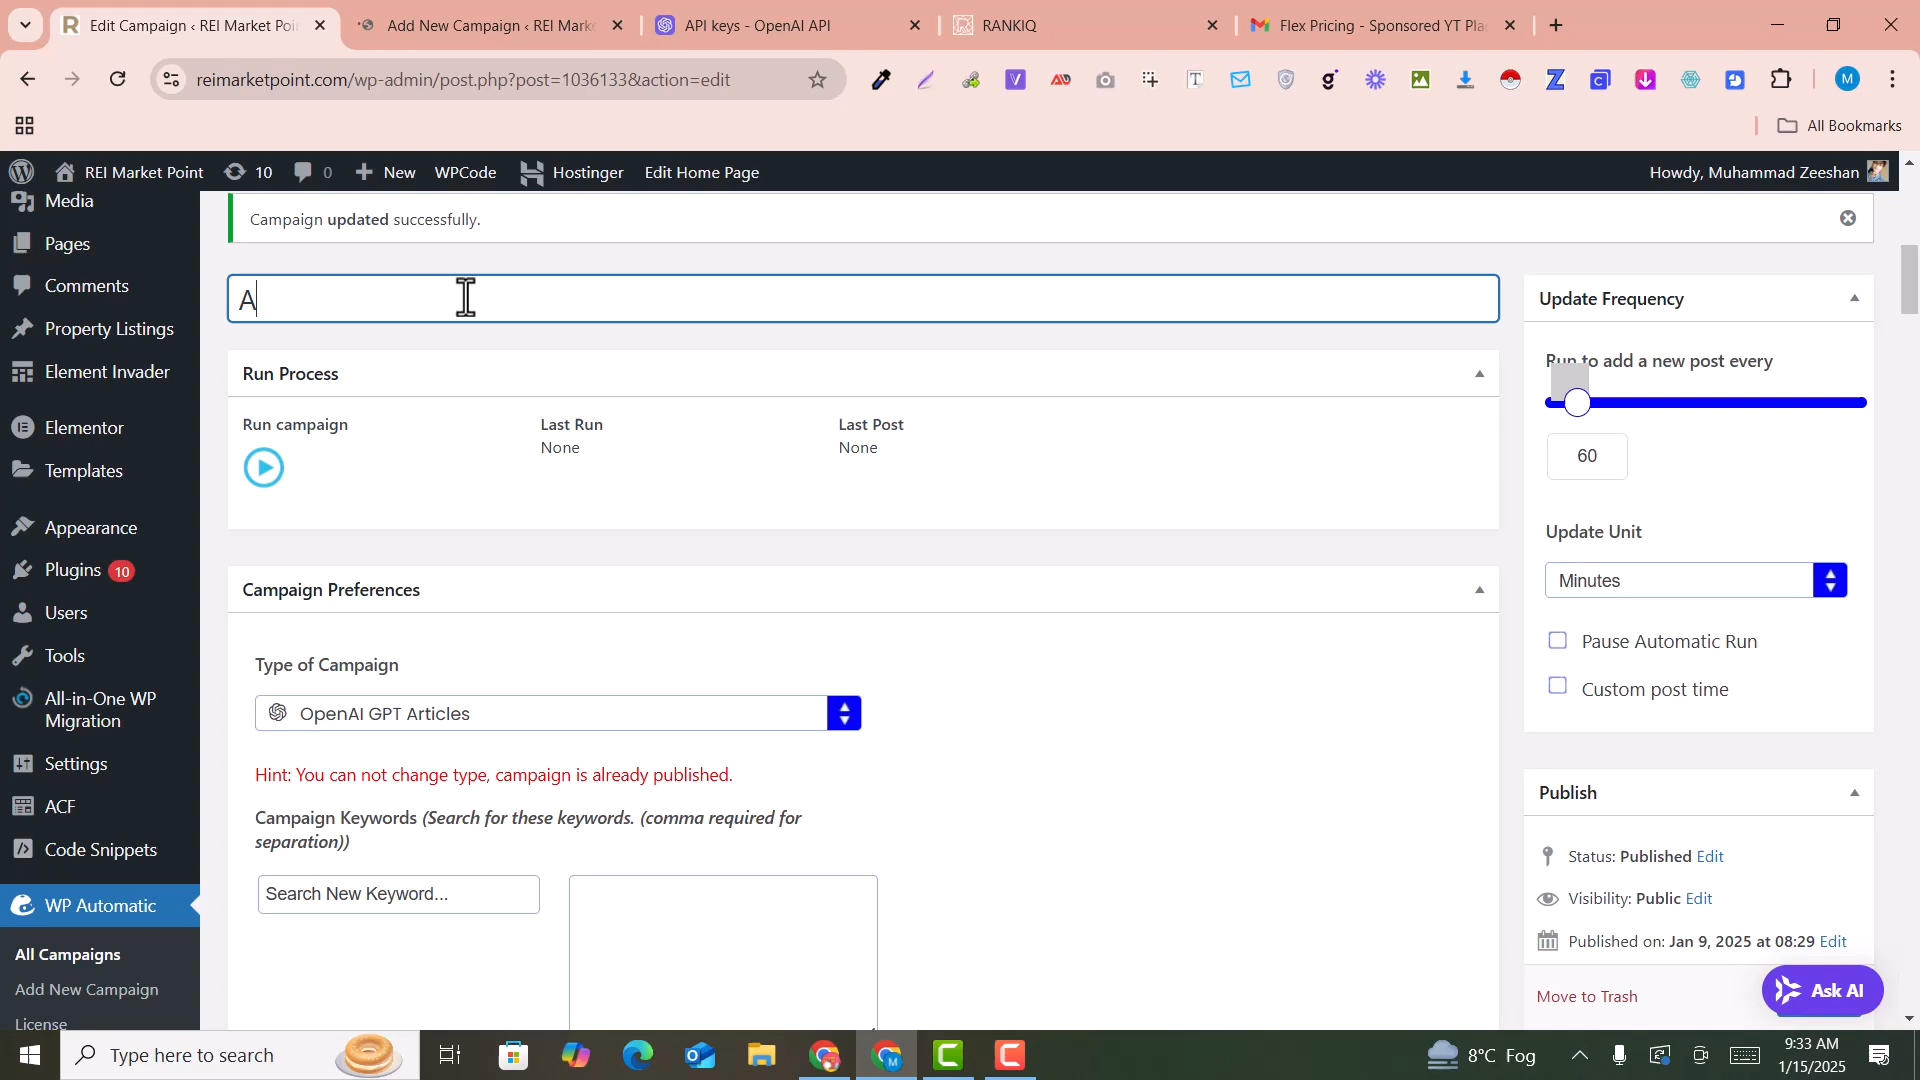 Edit Campaign ‹ REI Market Poin
Add New Campaign ‹ REI Marke
API keys - OpenAI API
RANKIQ
Flex Pricing - Sponsored YT Pla
reimarketpoint.com/wp-admin/post.php?post=1036133&action=edit
All Bookmarks
REI Market Point
10
0
New
WPCode
Hostinger
Edit Home Page
Howdy, Muhammad Zeeshan
Media
Pages
Comments
Property Listings
Element Invader
Elementor
Templates
Appearance
Plugins 10
Users
Tools
All-in-One WP
Migration
Settings
ACF
Code Snippets
WP Automatic
All Campaigns
Add New Campaign
License
Campaign updated successfully.
A
Run Process
Run campaign
Last Run
None
Last Post
None
Campaign Preferences
Type of Campaign
OpenAI GPT Articles
Hint: You can not change type, campaign is already published.
Campaign Keywords (Search for these keywords. (comma required for
separation))
Search New Keyword...
Update Frequency
Run to add a new post every
60
Update Unit
Minutes
Pause Automatic Run
Custom post time
Publish
Status: Published Edit
Visibility: Public Edit
Published on: Jan 9, 2025 at 08:29 Edit
Move to Trash
Ask AI
Type here to search
8°C Fog
9:33 AM
1/15/2025